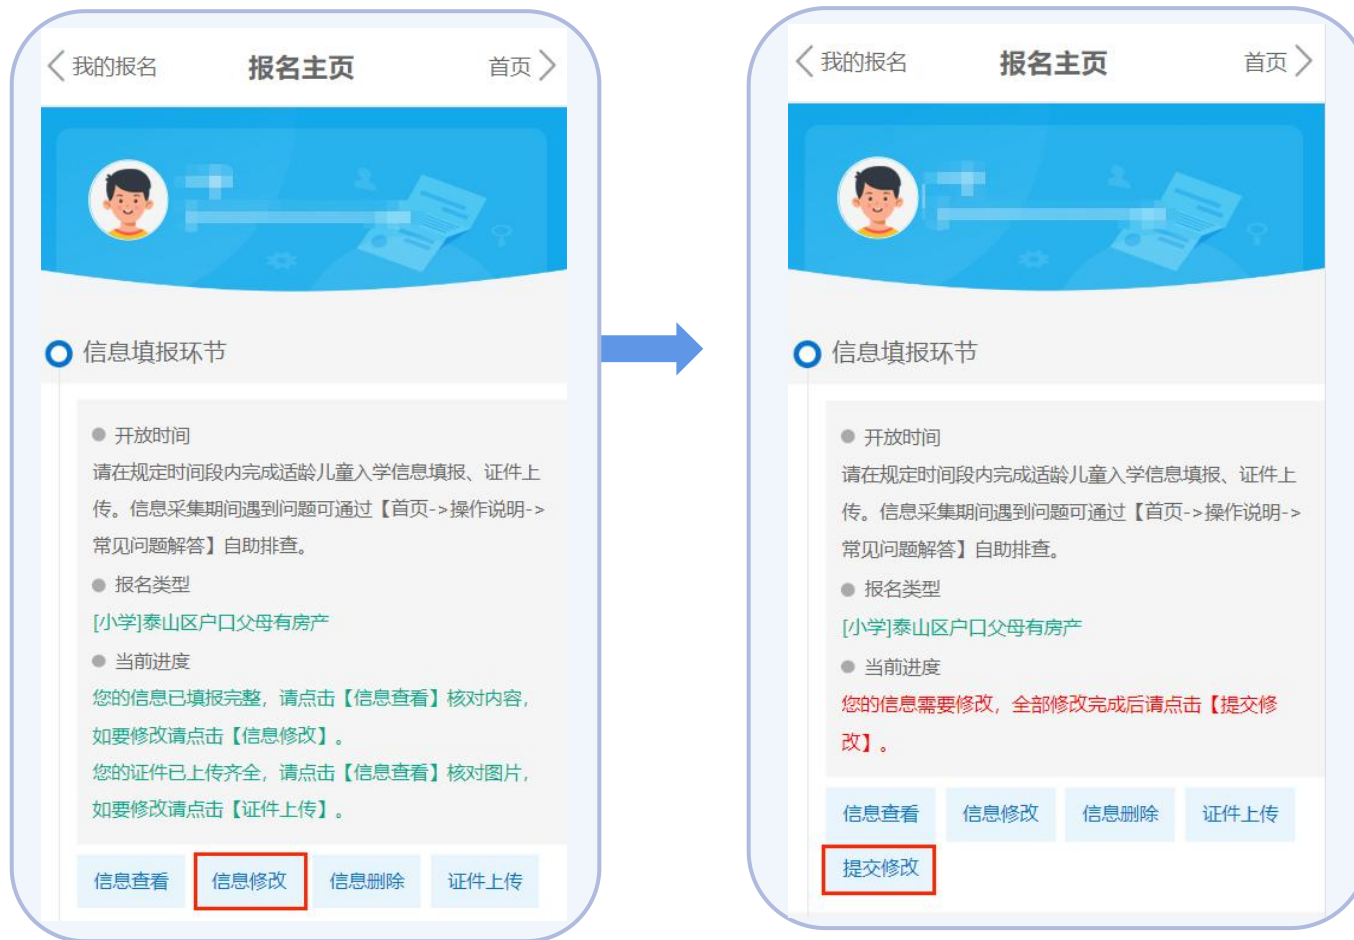 我的报名
报名主页
首页
信息填报环节
开放时间
请在规定时间段内完成适龄儿童入学信息填报、证件上
传。信息采集期间遇到问题可通过【首页->操作说明->
常见问题解答】自助排查。
报名类型
[小学]泰山区户口父母有房产
当前进度
您的信息已填报完整，请点击【信息查看】核对内容，
如要修改请点击【信息修改】。
您的证件已上传齐全，请点击【信息查看】核对图片，
如要修改请点击【证件上传】。
信息查看 信息修改 信息删除 证件上传
我的报名
报名主页
首页
信息填报环节
开放时间
请在规定时间段内完成适龄儿童入学信息填报、证件上
传。信息采集期间遇到问题可通过【首页->操作说明->
常见问题解答】自助排查。
报名类型
[小学]泰山区户口父母有房产
当前进度
您的信息需要修改，全部修改完成后请点击【提交修
改】。
信息查看 信息修改 信息删除 证件上传
提交修改